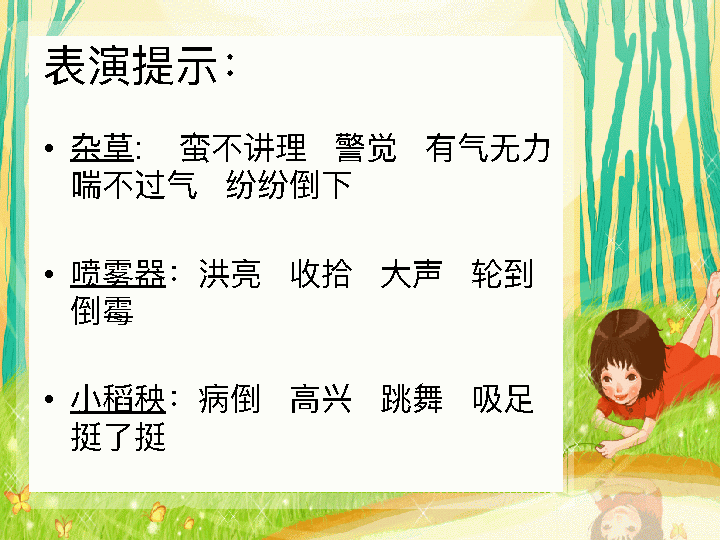 表演提示：
• 杂草:    蛮不讲理   警觉   有气无力
喘不过气   纷纷倒下
• 喷雾器：洪亮   收拾   大声   轮到
倒霉
• 小稻秧：病倒   高兴   跳舞   吸足
挺了挺